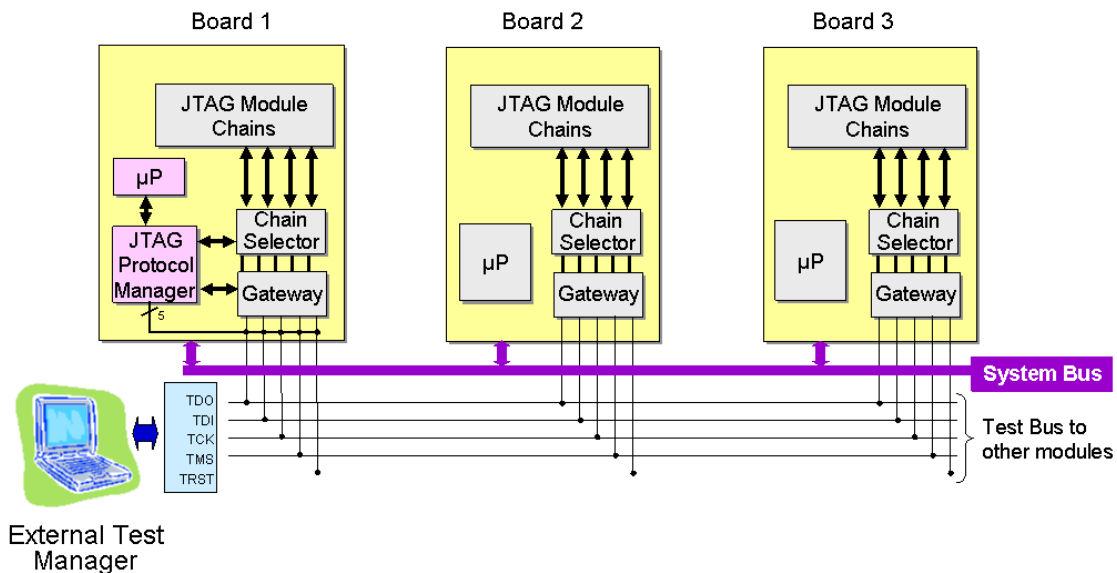 Board 1
Board 2
Board 3
JTAG Module
Chains
JTAG Module
Chains
JTAG Module
Chains
µP
Chain
Selector
JTAG
Protocol
Manager
Gateway
5
µP
Chain
Selector
Gateway
µP
Chain
Selector
Gateway
System Bus
TDO
TDI
TCK
TMS
TRST
Test Bus to
other modules
External Test
Manager